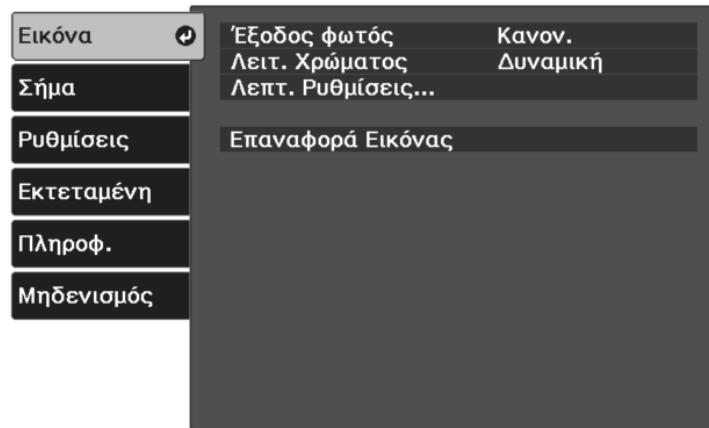 Εικόνα
Σήμα
Ρυθμίσεις
Εκτεταμένη
Πληροφ.
Μηδενισμός
Έξοδος φωτός Κανον.
Λειτ. Χρώματος Δυναμική
Λεπτ. Ρυθμίσεις...
Επαναφορά Εικόνας